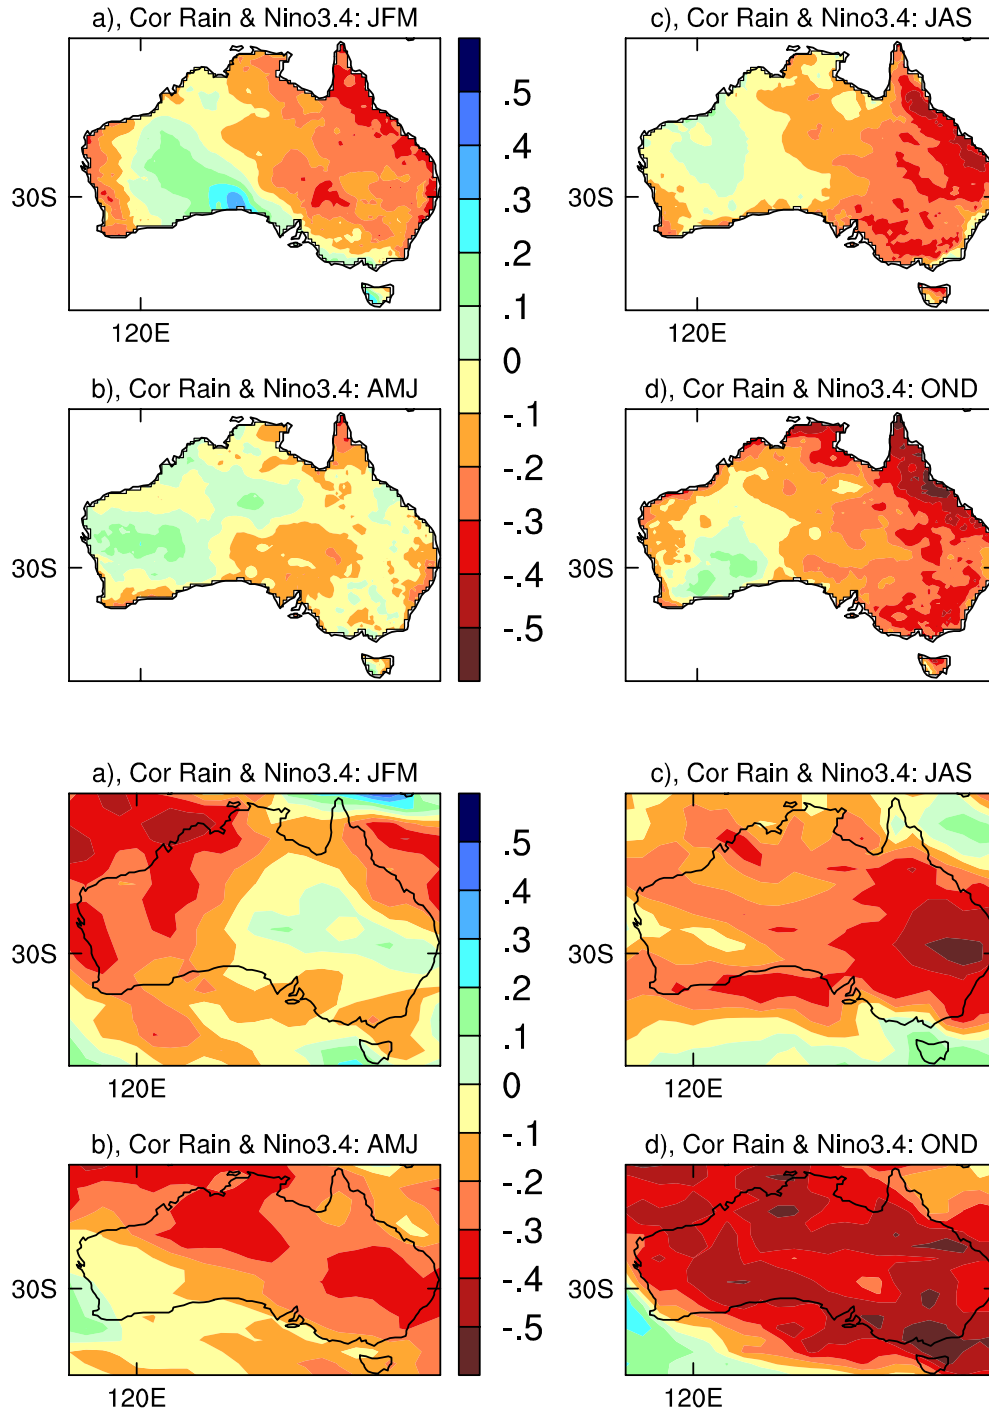 a), Cor Rain & Nino3.4: JFM
c), Cor Rain & Nino3.4: JAS
.5
.4
.3
.2
.1
0
-.1
-.2
-.3
-.4
-.5
30S
120E
30S
120E
b), Cor Rain & Nino3.4: AMJ
d), Cor Rain & Nino3.4: OND
30S
30S
a), Cor Rain & Nino3.4: JFM
c), Cor Rain & Nino3.4: JAS
.5
.4
.3
.2
.1
0
-.1
-.2
-.3
-.4
-.5
30S
120E
30S
120E
b), Cor Rain & Nino3.4: AMJ
d), Cor Rain & Nino3.4: OND
30S
120E
30S
120E